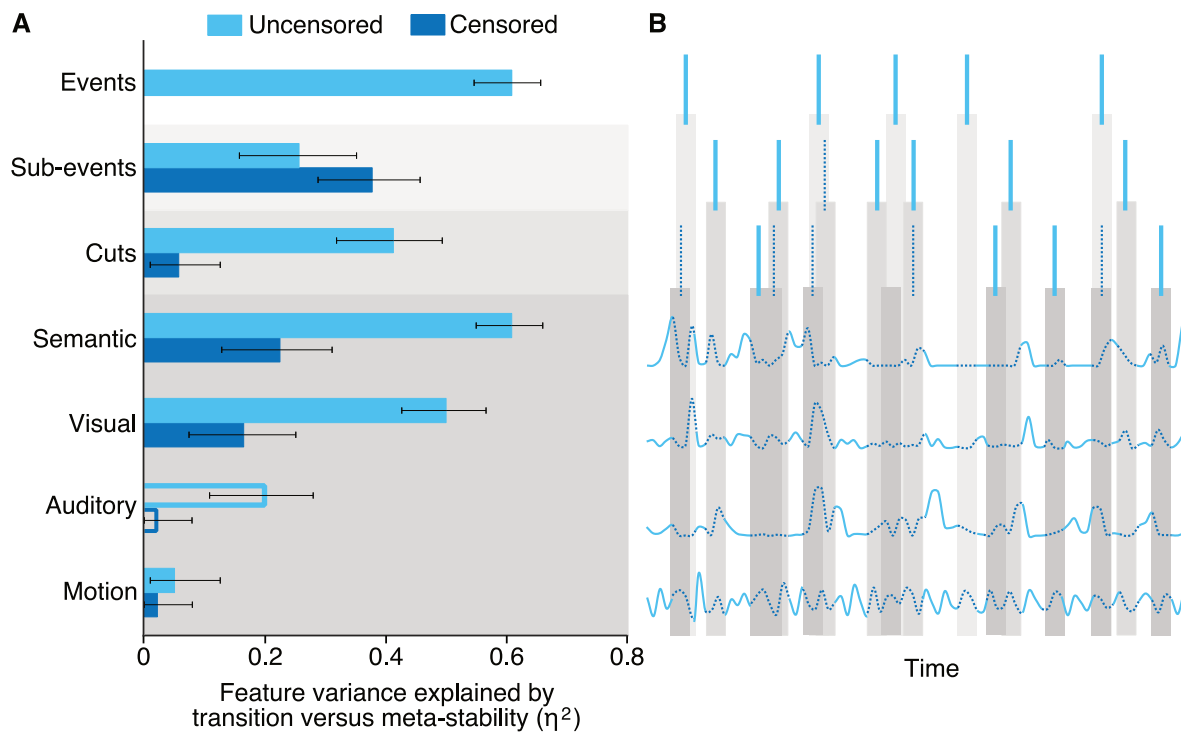 A
Uncensored
Censored
B
Events
Sub-events
Cuts
Semantic
Visual
Auditory
Motion
0
0.2
0.4
0.6
0.8
Feature variance explained by
transition versus meta-stability (η²)
Time